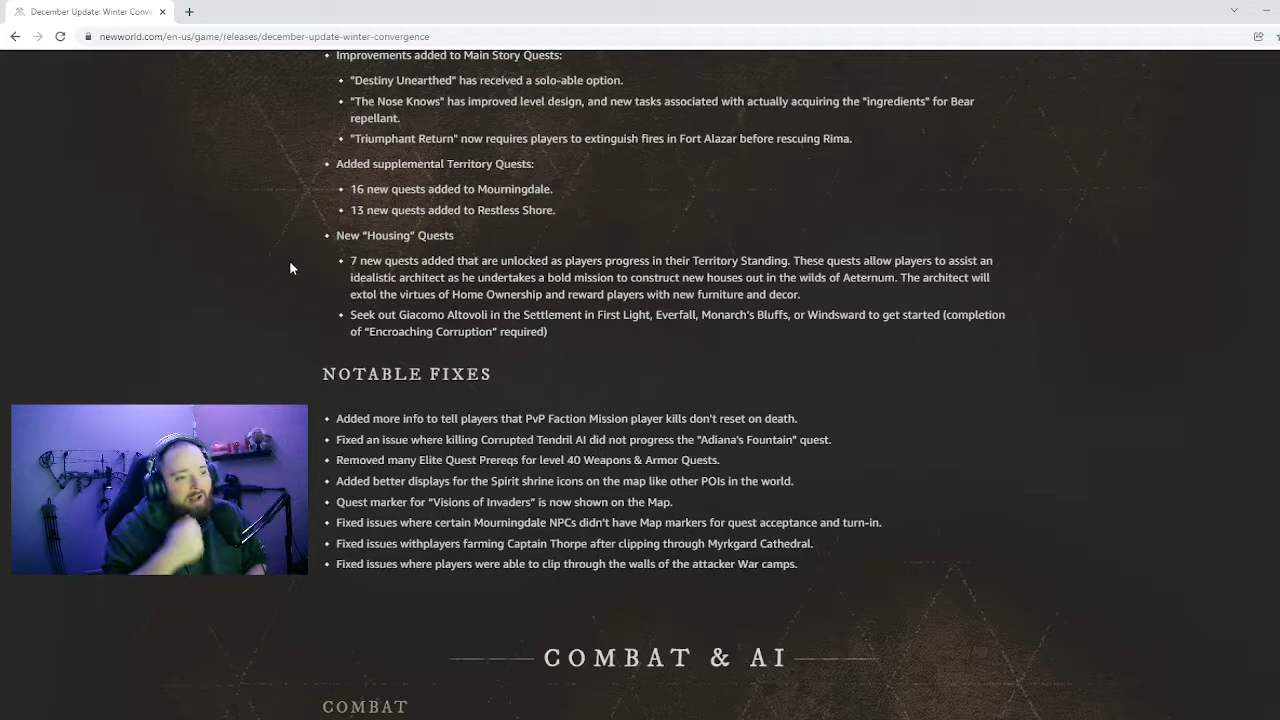 December Update: Winter Conve
newworld.com/en-us/game/releases/december-update-winter-convergence
Improvements added to Main Story Quests:
"Destiny Unearthed" has received a solo-able option.
"The Nose Knows" has improved level design, and new tasks associated with actually acquiring the "ingredients" for Bear
repellant.
"Triumphant Return" now requires players to extinguish fires in Fort Alazar before rescuing Rima.
Added supplemental Territory Quests:
16 new quests added to Mourningdale.
13 new quests added to Restless Shore.
New “Housing” Quests
7 new quests added that are unlocked as players progress in their Territory Standing. These quests allow players to assist an
idealistic architect as he undertakes a bold mission to construct new houses out in the wilds of Aeternum. The architect will
extol the virtues of Home Ownership and reward players with new furniture and decor.
Seek out Giacomo Altovoli in the Settlement in First Light, Everfall, Monarch’s Bluffs, or Windsward to get started (completion
of “Encroaching Corruption” required)
NOTABLE FIXES
Added more info to tell players that PvP Faction Mission player kills don't reset on death.
Fixed an issue where killing Corrupted Tendril AI did not progress the "Adiana's Fountain" quest.
Removed many Elite Quest Prereqs for level 40 Weapons & Armor Quests.
Added better displays for the Spirit shrine icons on the map like other POIs in the world.
Quest marker for “Visions of Invaders” is now shown on the Map.
Fixed issues where certain Mourningdale NPCs didn’t have Map markers for quest acceptance and turn-in.
Fixed issues withplayers farming Captain Thorpe after clipping through Myrkgard Cathedral.
Fixed issues where players were able to clip through the walls of the attacker War camps.
COMBAT & AI
COMBAT